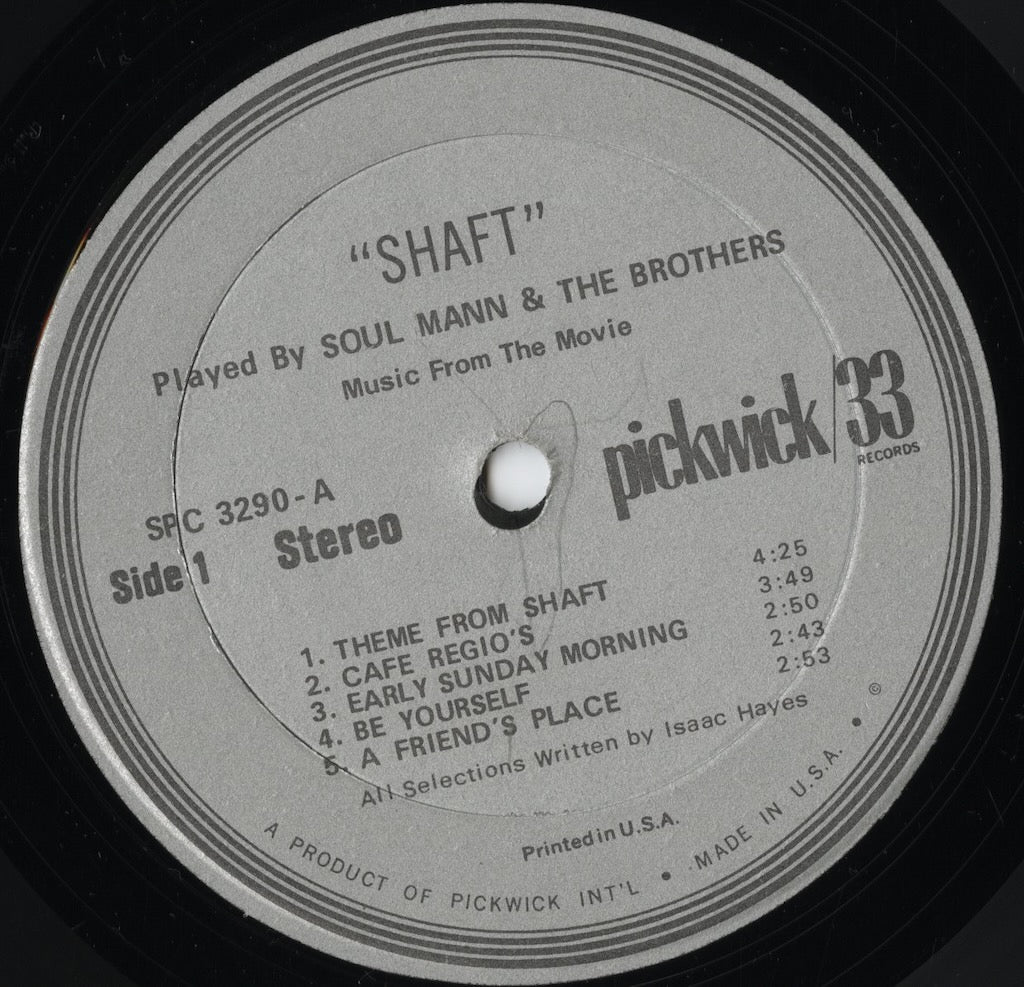 “SHAFT”
Played By SOUL MANN & THE BROTHERS
Music From The Movie
pickwick/33
RECORDS
SPC 3290-A
Side 1 Stereo
1. THEME FROM SHAFT 4:25
2. CAFE REGIO'S 3:49
3. EARLY SUNDAY MORNING 2:50
4. BE YOURSELF 2:43
5. A FRIEND'S PLACE 2:53
All Selections Written by Isaac Hayes
Printed in U.S.A.
A PRODUCT OF PICKWICK INT'L • MADE IN U.S.A. • ©